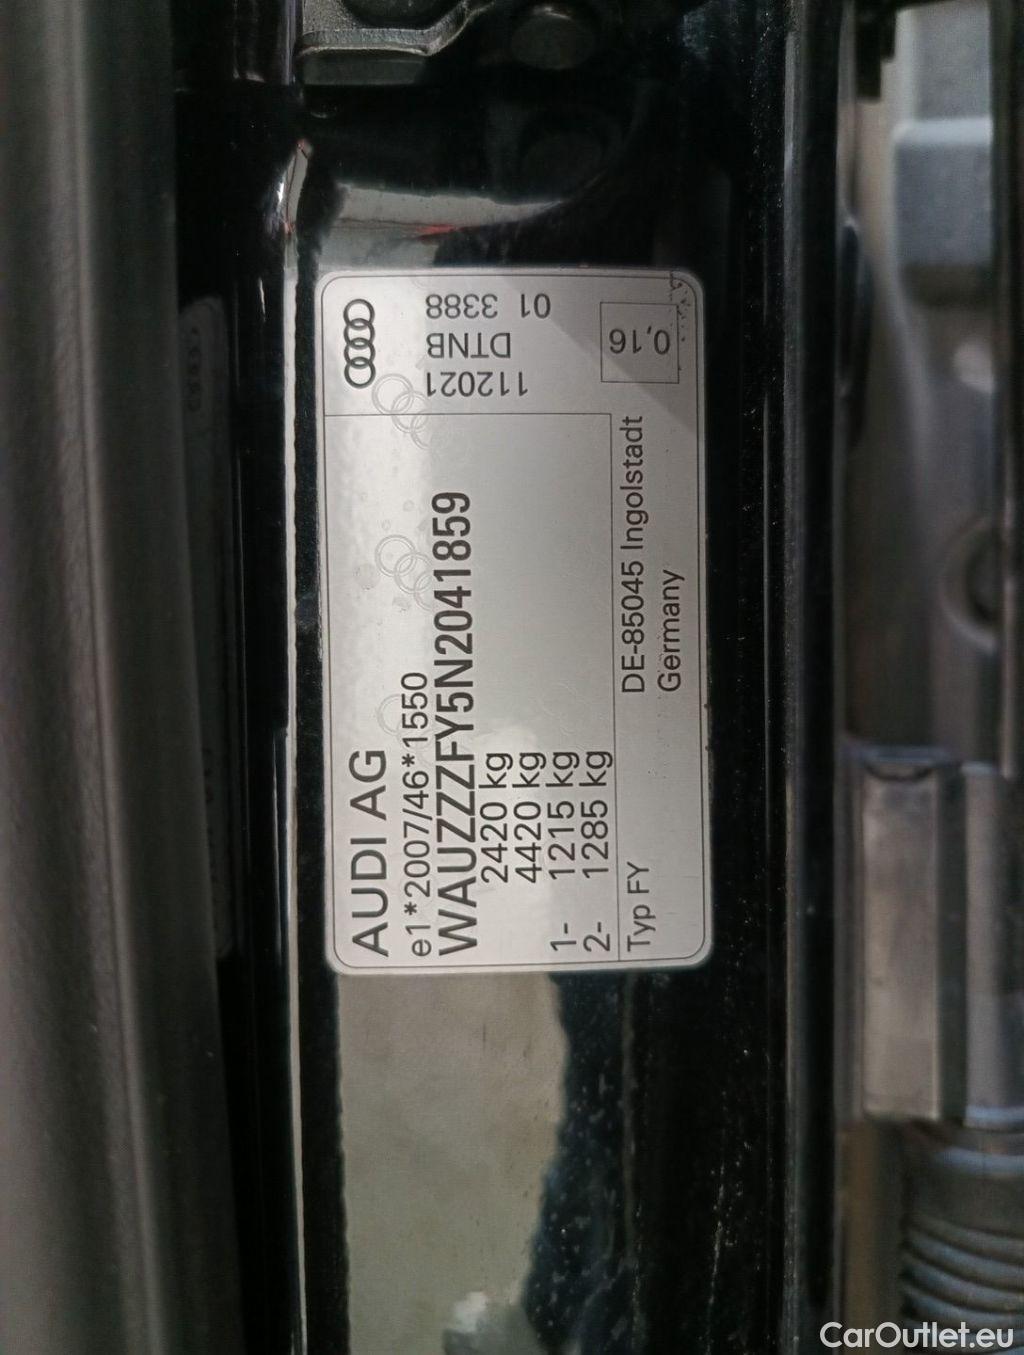 AUDI AG
e1*2007/46*1550
WAUZZZFY5N2041859
2420 kg
4420 kg
1- 1215 kg
2- 1285 kg
Typ FY
DE-85045 Ingolstadt
Germany
112021
DTNB
01 3388
0,16
CarOutlet.eu